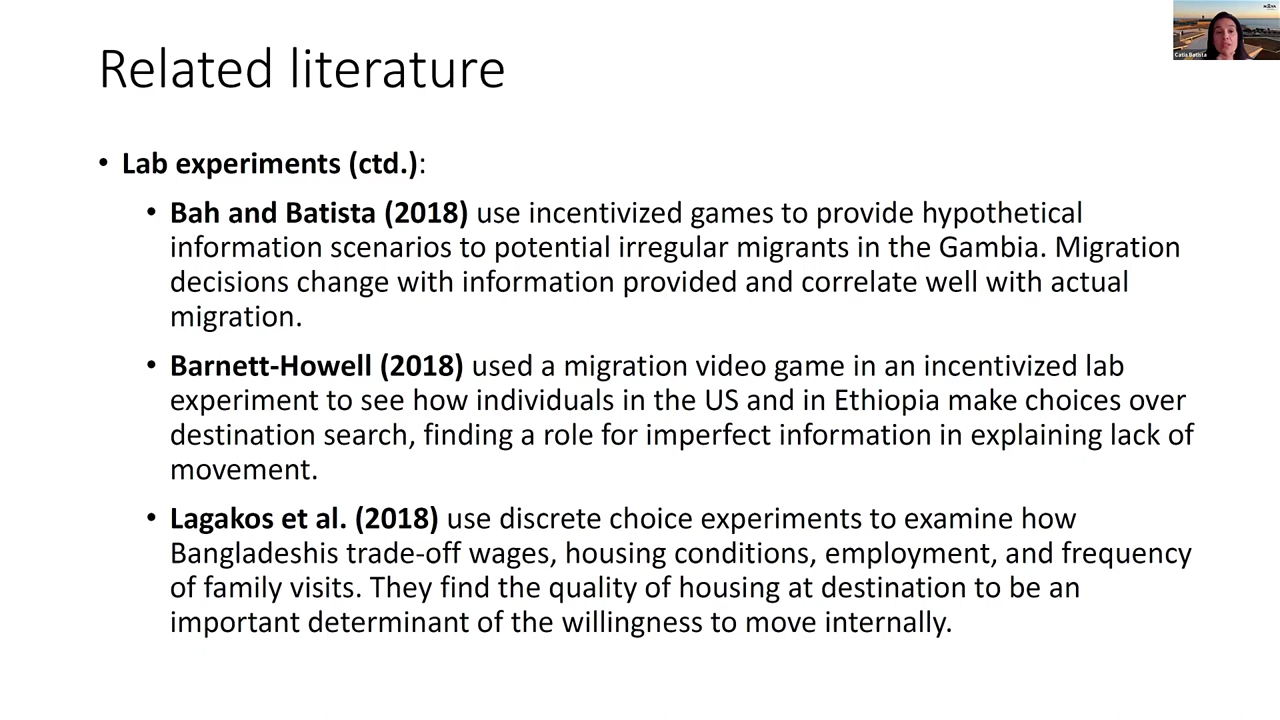 Related literature
NOVA
Catia Batista
• Lab experiments (ctd.):
• Bah and Batista (2018) use incentivized games to provide hypothetical
information scenarios to potential irregular migrants in the Gambia. Migration
decisions change with information provided and correlate well with actual
migration.
• Barnett-Howell (2018) used a migration video game in an incentivized lab
experiment to see how individuals in the US and in Ethiopia make choices over
destination search, finding a role for imperfect information in explaining lack of
movement.
• Lagakos et al. (2018) use discrete choice experiments to examine how
Bangladeshis trade-off wages, housing conditions, employment, and frequency
of family visits. They find the quality of housing at destination to be an
important determinant of the willingness to move internally.